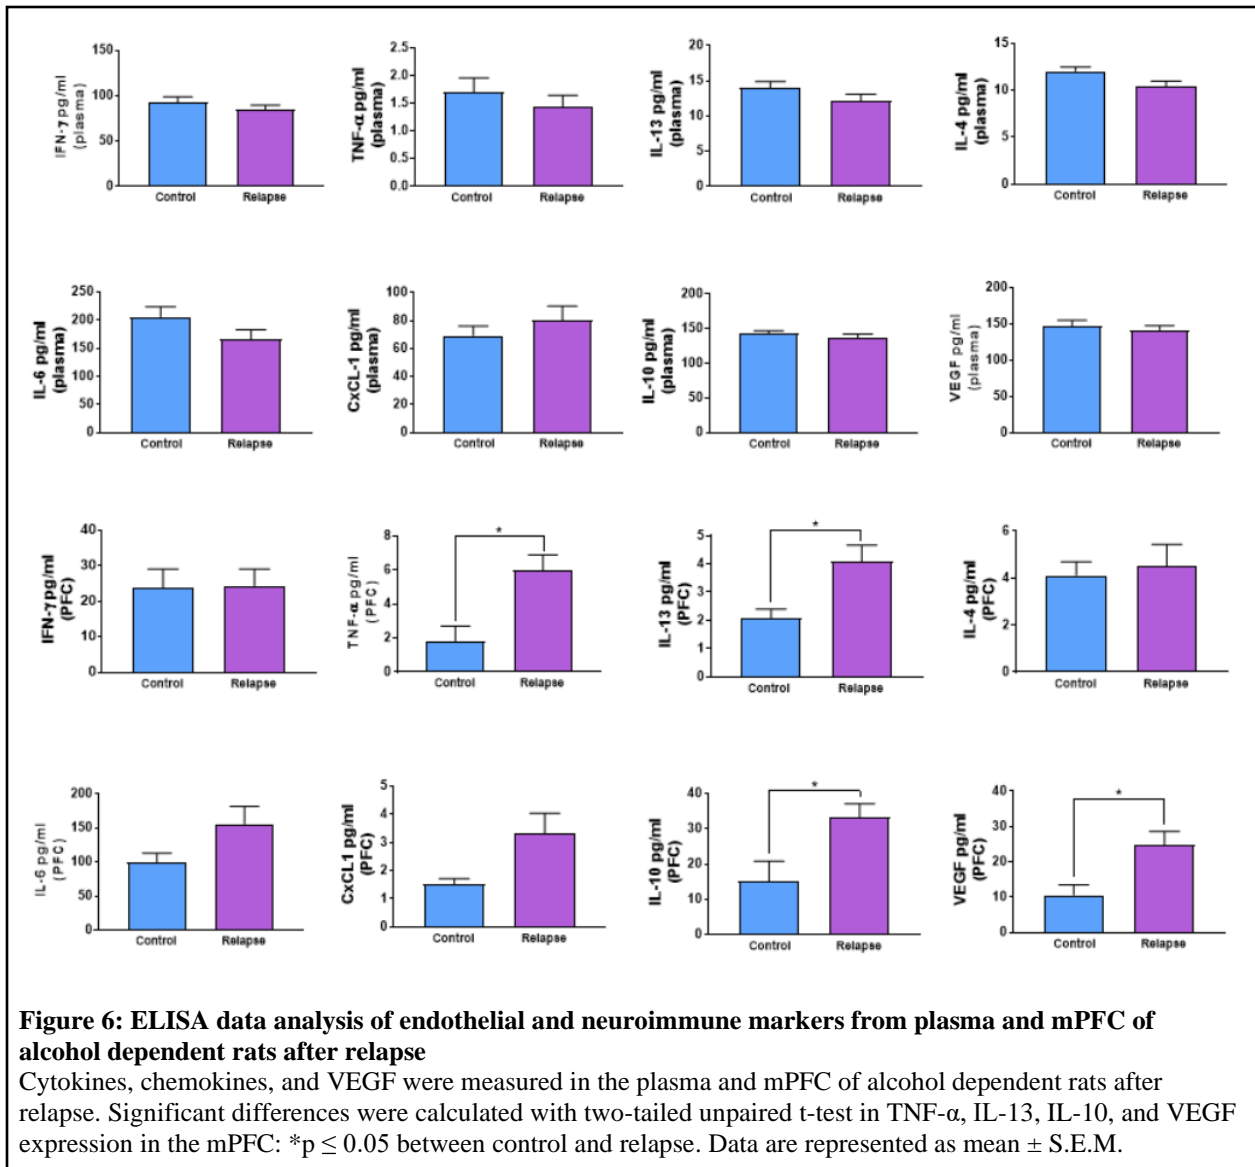 IFN-γ pg/ml
(plasma)
150
100
50
0
Control
Relapse
TNF-α pg/ml
(plasma)
2.5
2.0
1.5
1.0
0.5
0.0
Control
Relapse
IL-13 pg/ml
(plasma)
20
15
10
5
0
Control
Relapse
IL-4 pg/ml
(plasma)
15
10
5
0
Control
Relapse
IL-6 pg/ml
(plasma)
250
200
150
100
50
0
Control
Relapse
CxCL-1 pg/ml
(plasma)
100
80
60
40
20
0
Control
Relapse
IL-10 pg/ml
(plasma)
200
150
100
50
0
Control
Relapse
VEGF pg/ml
(plasma)
200
150
100
50
0
Control
Relapse
IFN-γ pg/ml
(PFC)
40
30
20
10
0
Control
Relapse
TNF-α pg/ml
(PFC)
8
6
4
2
0
*
Control
Relapse
IL-13 pg/ml
(PFC)
5
4
3
2
1
0
*
Control
Relapse
IL-4 pg/ml
(PFC)
6
4
2
0
Control
Relapse
IL-6 pg/ml
(PFC)
200
150
100
50
0
Control
Relapse
CxCL1 pg/ml
(PFC)
5
4
3
2
1
0
Control
Relapse
IL-10 pg/ml
(PFC)
40
30
20
10
0
*
Control
Relapse
VEGF pg/ml
(PFC)
40
30
20
10
0
*
Control
Relapse
Figure 6: ELISA data analysis of endothelial and neuroimmune markers from plasma and mPFC of
alcohol dependent rats after relapse
Cytokines, chemokines, and VEGF were measured in the plasma and mPFC of alcohol dependent rats after
relapse. Significant differences were calculated with two-tailed unpaired t-test in TNF-α, IL-13, IL-10, and VEGF
expression in the mPFC: *p ≤ 0.05 between control and relapse. Data are represented as mean ± S.E.M.